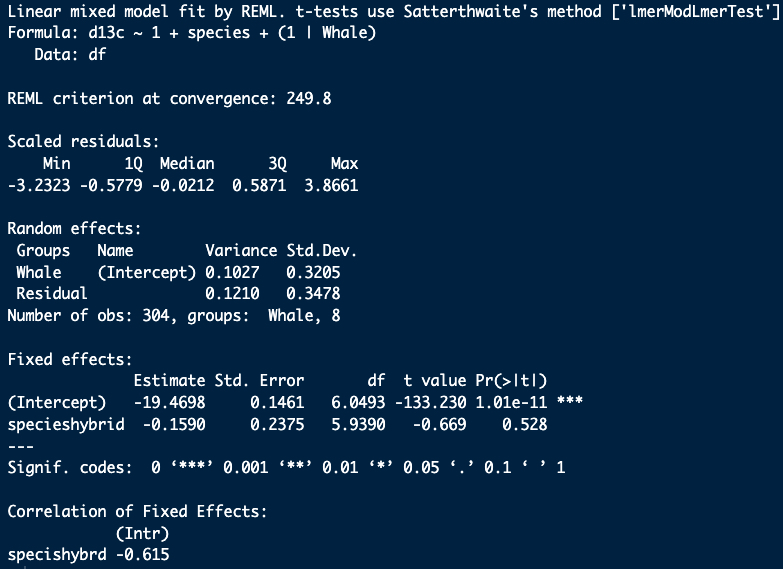 Linear mixed model fit by REML. t-tests use Satterthwaite's method ['lmerModLmerTest']
Formula: d13c ~ 1 + species + (1 | Whale)
   Data: df

REML criterion at convergence: 249.8

Scaled residuals:
    Min      1Q  Median      3Q     Max
-3.2323 -0.5779 -0.0212  0.5871  3.8661

Random effects:
 Groups   Name        Variance Std.Dev.
 Whale    (Intercept) 0.1027   0.3205
 Residual             0.1210   0.3478
Number of obs: 304, groups:  Whale, 8

Fixed effects:
              Estimate Std. Error       df  t value Pr(>|t|)
(Intercept)   -19.4698     0.1461   6.0493 -133.230 1.01e-11 ***
specieshybrid  -0.1590     0.2375   5.9390   -0.669    0.528
---
Signif. codes:  0 ‘***’ 0.001 ‘**’ 0.01 ‘*’ 0.05 ‘.’ 0.1 ‘ ’ 1

Correlation of Fixed Effects:
            (Intr)
specishybrd -0.615